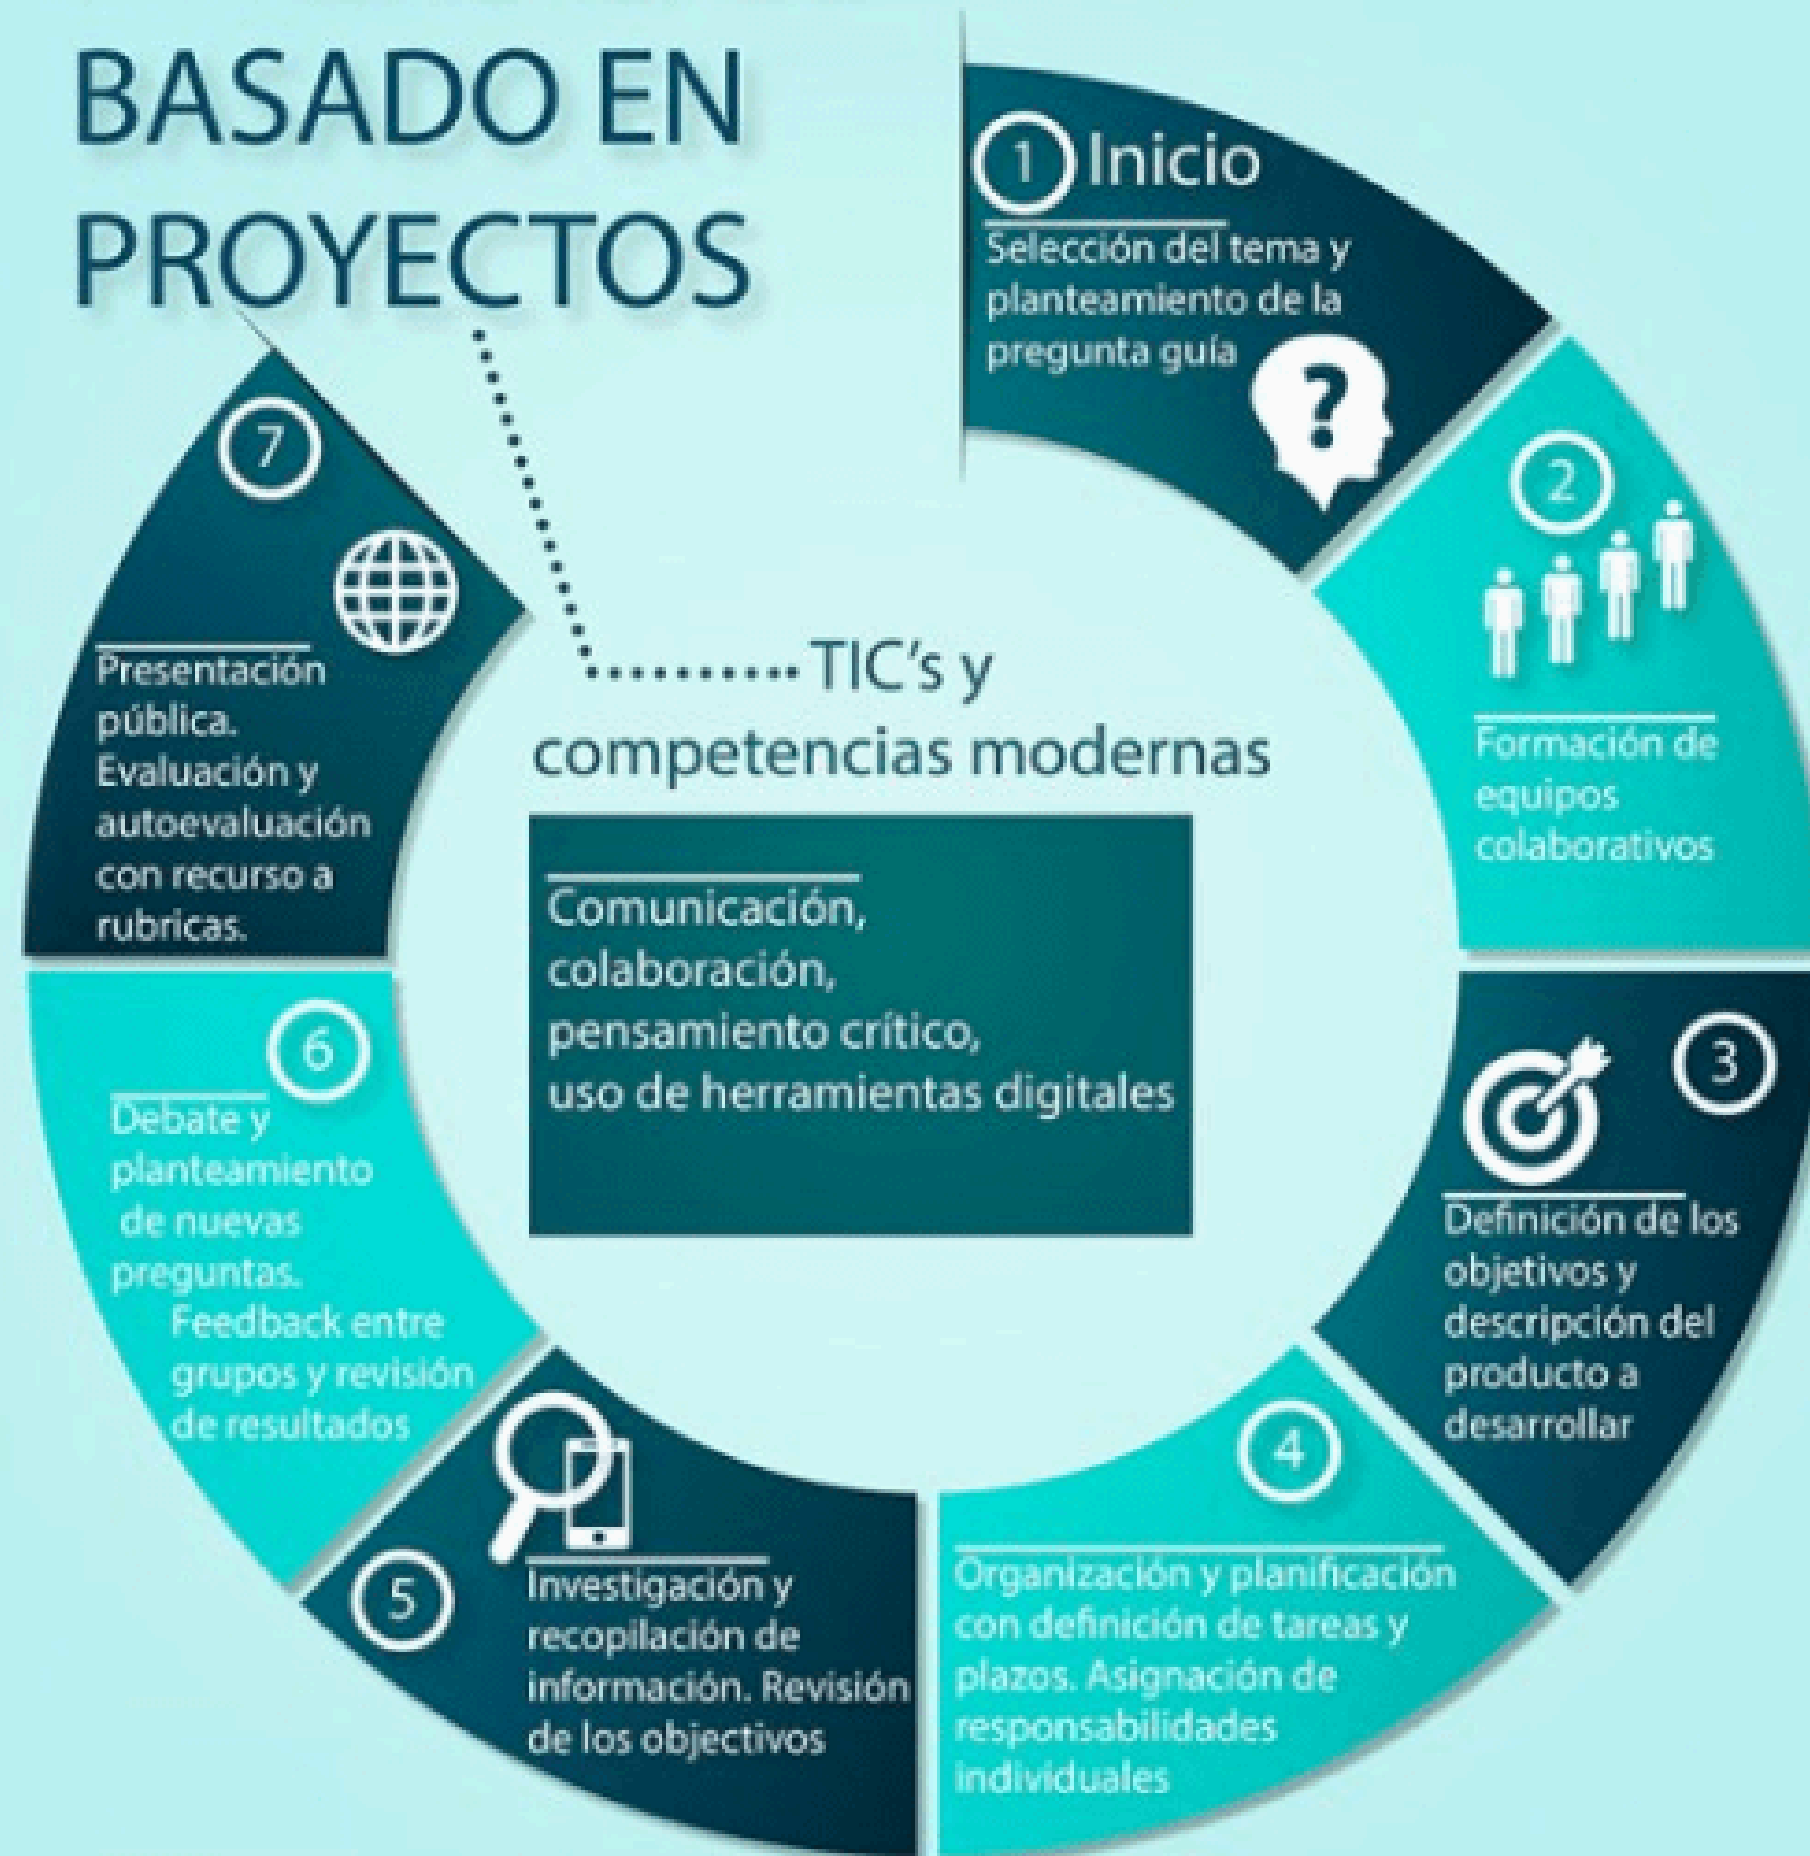 BASADO EN
PROYECTOS
1 Inicio
Selección del tema y
planteamiento de la
pregunta guía
?
2
Formación de
equipos
colaborativos
3
Definición de los
objetivos y
descripción del
producto a
desarrollar
4
Organización y planificación
con definición de tareas y
plazos. Asignación de
responsabilidades
individuales
5
Investigación y
recopilación de
información. Revisión
de los objectivos
6
Debate y
planteamiento
de nuevas
preguntas.
Feedback entre
grupos y revisión
de resultados
7
Presentación
pública.
Evaluación y
autoevaluación
con recurso a
rubricas.
TIC's y
competencias modernas
Comunicación,
colaboración,
pensamiento crítico,
uso de herramientas digitales